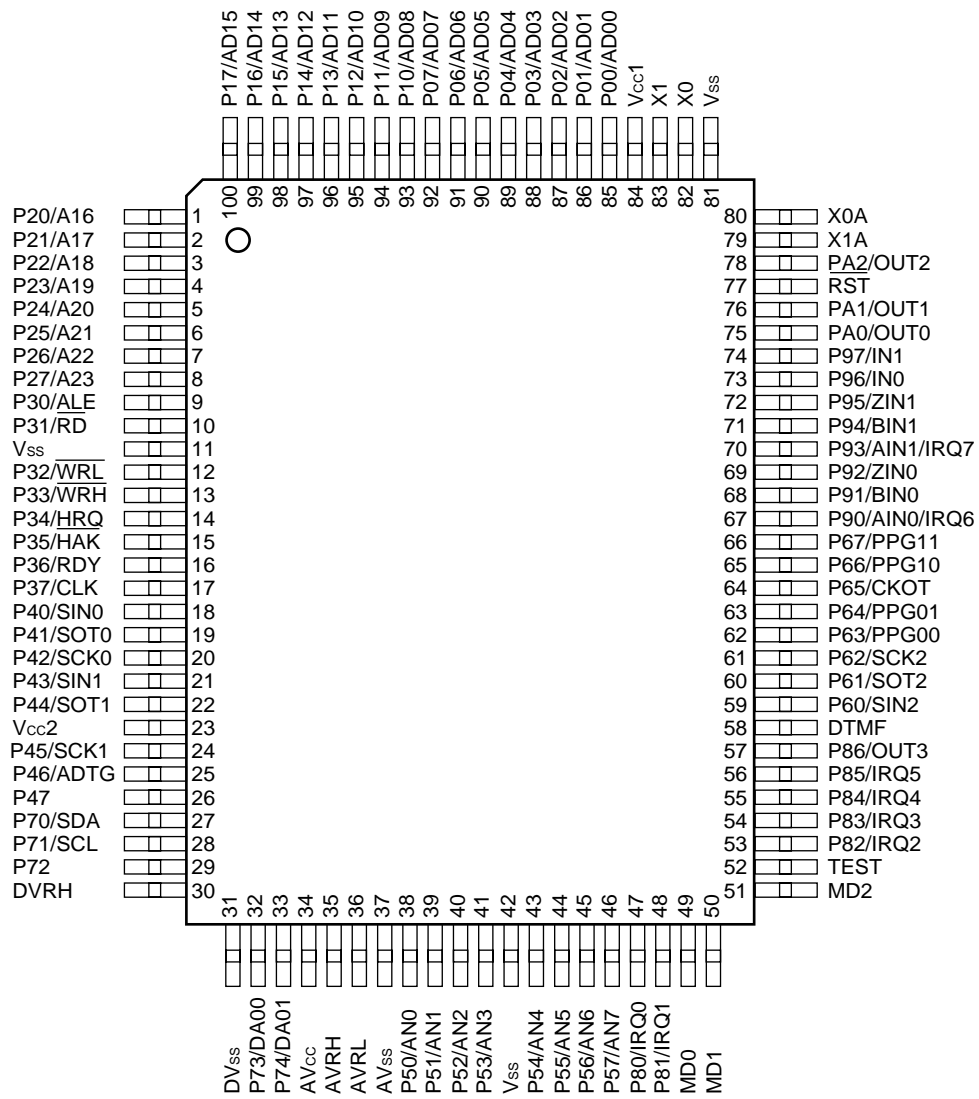 P17/AD15
P16/AD14
P15/AD13
P14/AD12
P13/AD11
P12/AD10
P11/AD09
P10/AD08
P07/AD07
P06/AD06
P05/AD05
P04/AD04
P03/AD03
P02/AD02
P01/AD01
P00/AD00
Vcc1
X1
X0
Vss
100
99
98
97
96
95
94
93
92
91
90
89
88
87
86
85
84
83
82
81
P20/A16 1
P21/A17 2
P22/A18 3
P23/A19 4
P24/A20 5
P25/A21 6
P26/A22 7
P27/A23 8
P30/ALE 9
P31/RD 10
Vss 11
P32/WRL 12
P33/WRH 13
P34/HRQ 14
P35/HAK 15
P36/RDY 16
P37/CLK 17
P40/SIN0 18
P41/SOT0 19
P42/SCK0 20
P43/SIN1 21
P44/SOT1 22
Vcc2 23
P45/SCK1 24
P46/ADTG 25
P47 26
P70/SDA 27
P71/SCL 28
P72 29
DVRH 30
80 X0A
79 X1A
78 PA2/OUT2
77 RST
76 PA1/OUT1
75 PA0/OUT0
74 P97/IN1
73 P96/IN0
72 P95/ZIN1
71 P94/BIN1
70 P93/AIN1/IRQ7
69 P92/ZIN0
68 P91/BIN0
67 P90/AIN0/IRQ6
66 P67/PPG11
65 P66/PPG10
64 P65/CKOT
63 P64/PPG01
62 P63/PPG00
61 P62/SCK2
60 P61/SOT2
59 P60/SIN2
58 DTMF
57 P86/OUT3
56 P85/IRQ5
55 P84/IRQ4
54 P83/IRQ3
53 P82/IRQ2
52 TEST
51 MD2
31
32
33
34
35
36
37
38
39
40
41
42
43
44
45
46
47
48
49
50
DVss
P73/DA00
P74/DA01
AVcc
AVRH
AVRL
AVss
P50/AN0
P51/AN1
P52/AN2
P53/AN3
Vss
P54/AN4
P55/AN5
P56/AN6
P57/AN7
P80/IRQ0
P81/IRQ1
MD0
MD1